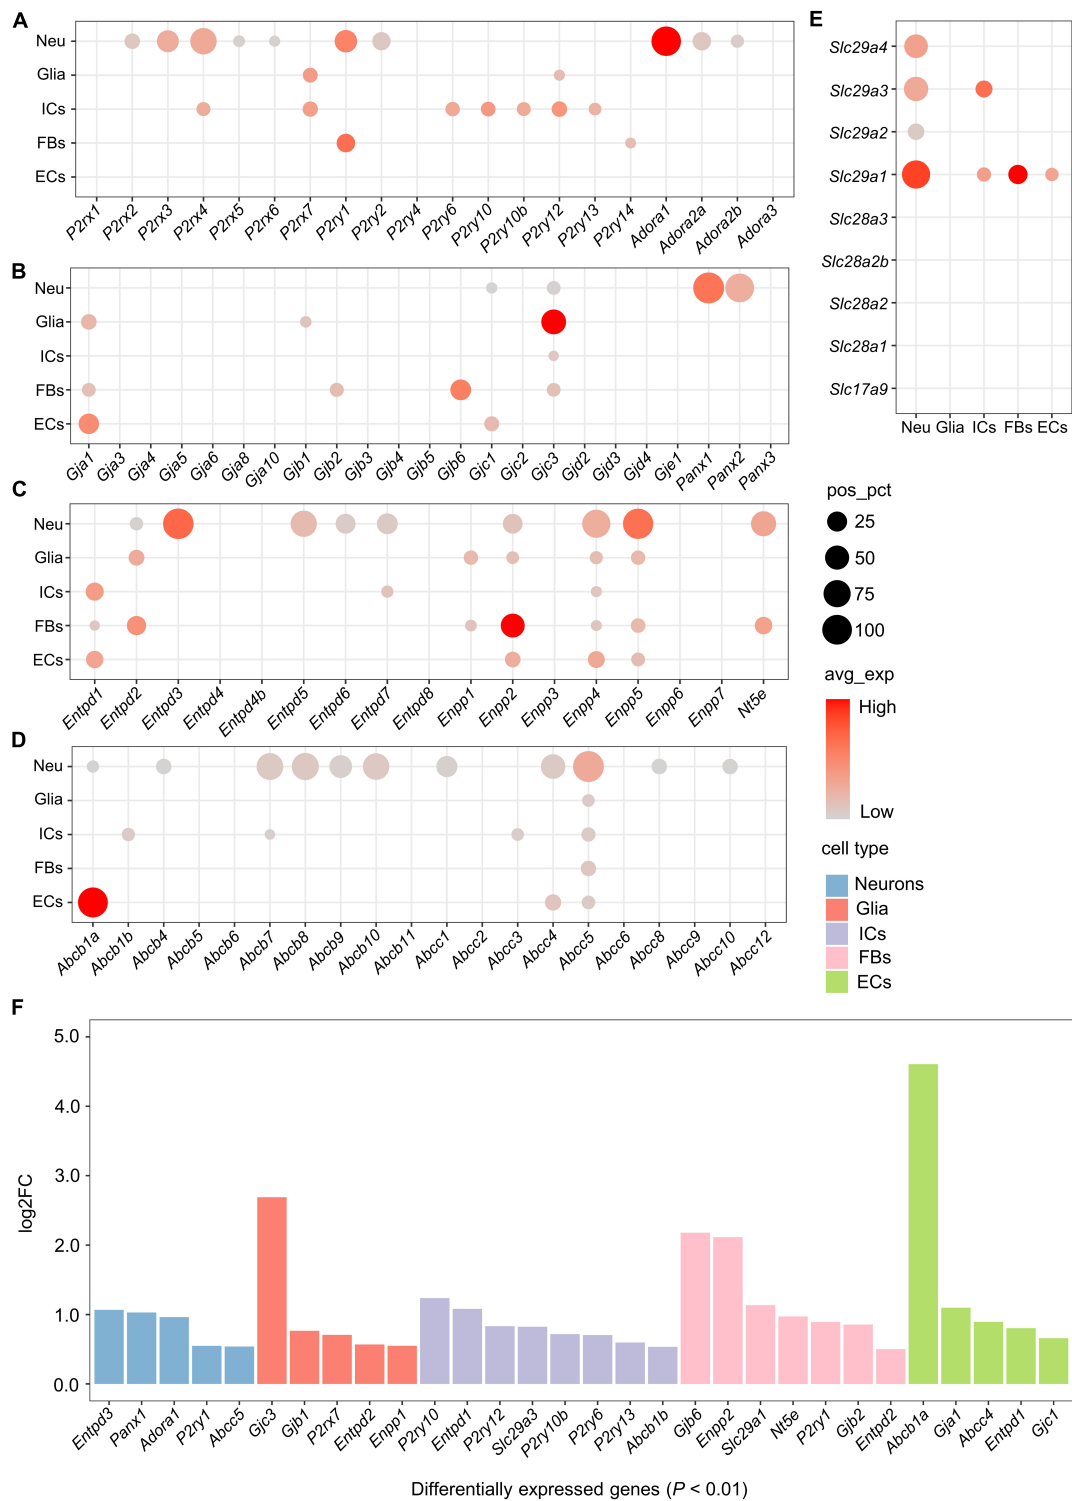 A
Neu
Glia
ICs
FBs
ECs
P2rx1 P2rx2 P2rx3 P2rx4 P2rx5 P2rx6 P2rx7 P2ry1 P2ry2 P2ry4 P2ry6 P2ry10 P2ry10b P2ry12 P2ry13 P2ry14 Adora1 Adora2a Adora2b Adora3
B
Neu
Glia
ICs
FBs
ECs
Gja1 Gja3 Gja4 Gja5 Gja6 Gja8 Gja10 Gjb1 Gjb2 Gjb3 Gjb4 Gjb5 Gjb6 Gjc1 Gjc2 Gjc3 Gjd2 Gjd3 Gjd4 Gje1 Panx1 Panx2 Panx3
C
Neu
Glia
ICs
FBs
ECs
Entpd1 Entpd2 Entpd3 Entpd4 Entpd4b Entpd5 Entpd6 Entpd7 Entpd8 Enpp1 Enpp2 Enpp3 Enpp4 Enpp5 Enpp6 Enpp7 Nt5e
D
Neu
Glia
ICs
FBs
ECs
Abcb1a Abcb1b Abcb4 Abcb5 Abcb6 Abcb7 Abcb8 Abcb9 Abcb10 Abcb11 Abcc1 Abcc2 Abcc3 Abcc4 Abcc5 Abcc6 Abcc8 Abcc9 Abcc10 Abcc12
E
Slc29a4
Slc29a3
Slc29a2
Slc29a1
Slc28a3
Slc28a2b
Slc28a2
Slc28a1
Slc17a9
Neu Glia ICs FBs ECs
pos_pct
25
50
75
100
avg_exp
High
Low
cell type
Neurons
Glia
ICs
FBs
ECs
F
5.0
4.0
3.0
2.0
1.0
0.0
log2FC
Entpd3 Panx1 Adora1 P2ry1 Abcc5 Gjc3 Gjb1 P2rx7 Entpd2 Enpp1 P2ry10 Entpd1 P2ry12 Slc29a3 P2ry10b P2ry6 P2ry13 Abcb1b Gjb6 Enpp2 Slc29a1 Nt5e P2ry1 Gjb2 Entpd2 Abcb1a Gja1 Abcc4 Entpd1 Gjc1
Differentially expressed genes (P < 0.01)